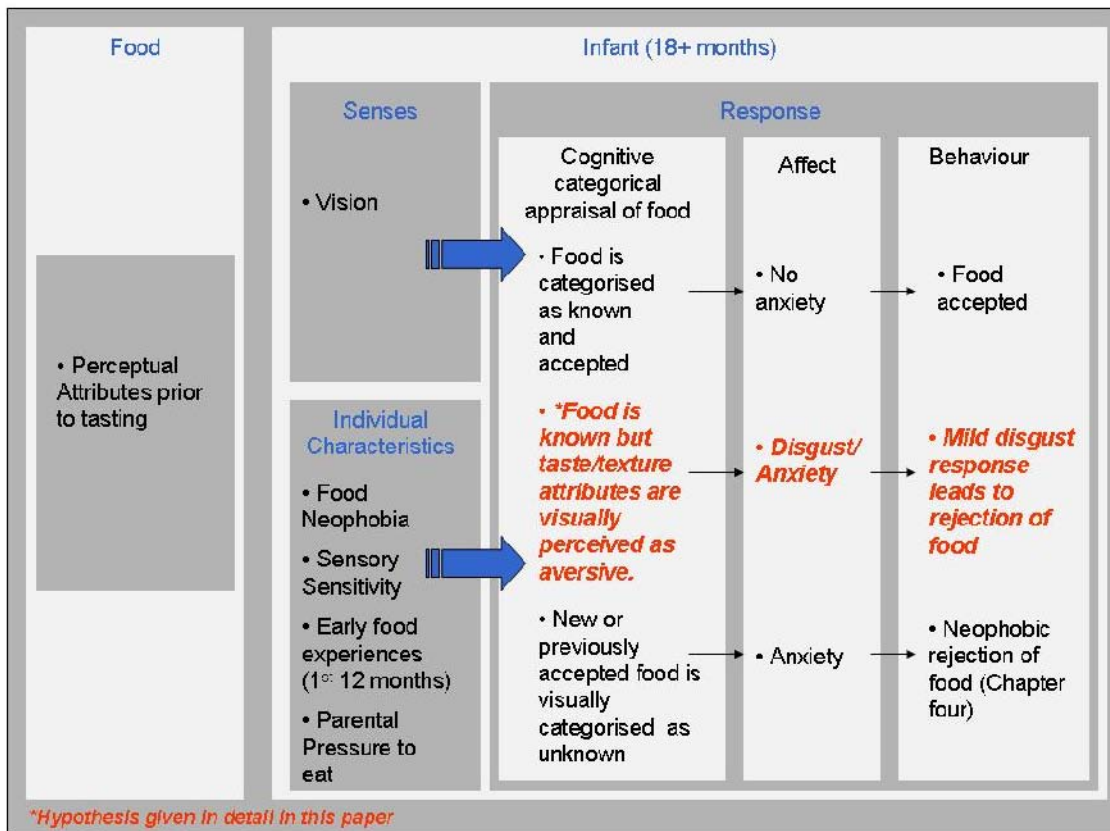 Food
• Perceptual
Attributes prior
to tasting
Infant (18+ months)
Senses
• Vision
Individual
Characteristics
• Food
Neophobia
• Sensory
Sensitivity
• Early food
experiences
(1st 12 months)
• Parental
Pressure to
eat
Response
Cognitive
categorical
appraisal of food
• Food is
categorised
as known
and
accepted
• *Food is
known but
taste/texture
attributes are
visually
perceived as
aversive.
• New or
previously
accepted food is
visually
categorised as
unknown
Affect
• No
anxiety
• Disgust/
Anxiety
• Anxiety
Behaviour
• Food
accepted
• Mild disgust
response
leads to
rejection of
food
• Neophobic
rejection of
food (Chapter
four)
*Hypothesis given in detail in this paper